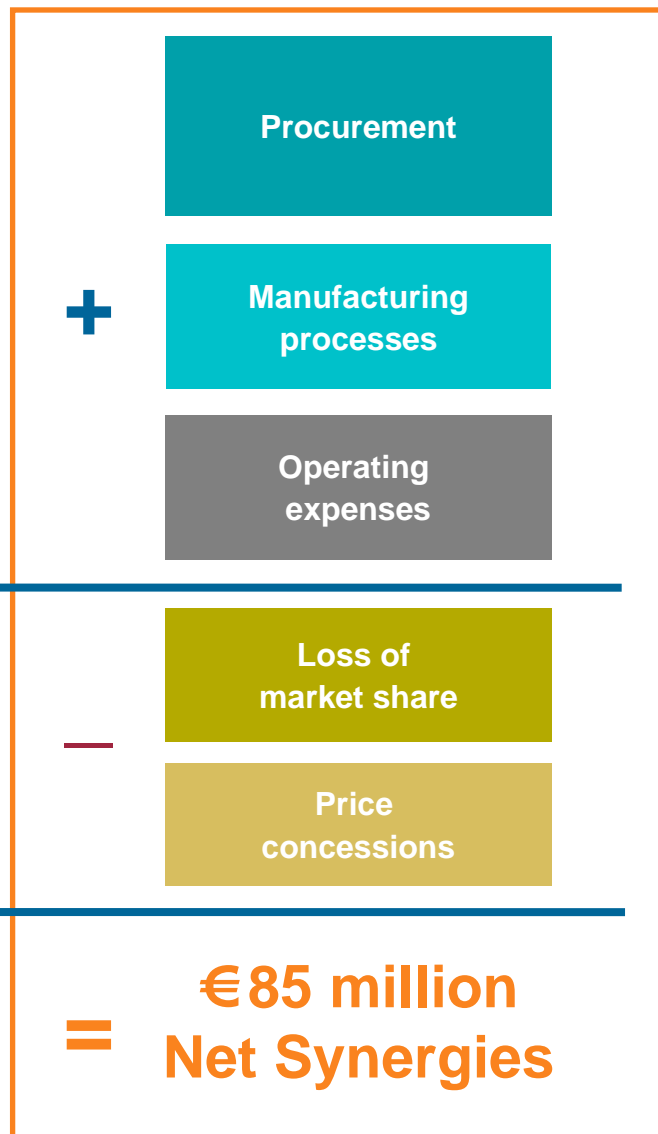 Procurement
+
Manufacturing
processes
Operating
expenses
Loss of
market share
—
Price
concessions
€85 million
=
Net Synergies